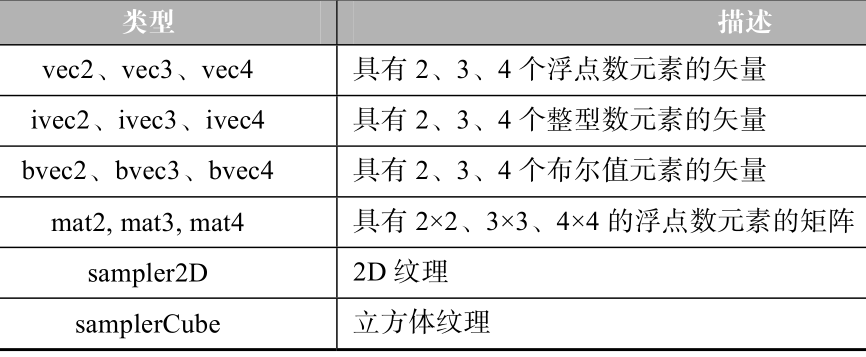 类型 描述
vec2、vec3、vec4 具有 2、3、4 个浮点数元素的矢量
ivec2、ivec3、ivec4 具有 2、3、4 个整型数元素的矢量
bvec2、bvec3、bvec4 具有 2、3、4 个布尔值元素的矢量
mat2, mat3, mat4 具有 2×2、3×3、4×4 的浮点数元素的矩阵
sampler2D 2D 纹理
samplerCube 立方体纹理